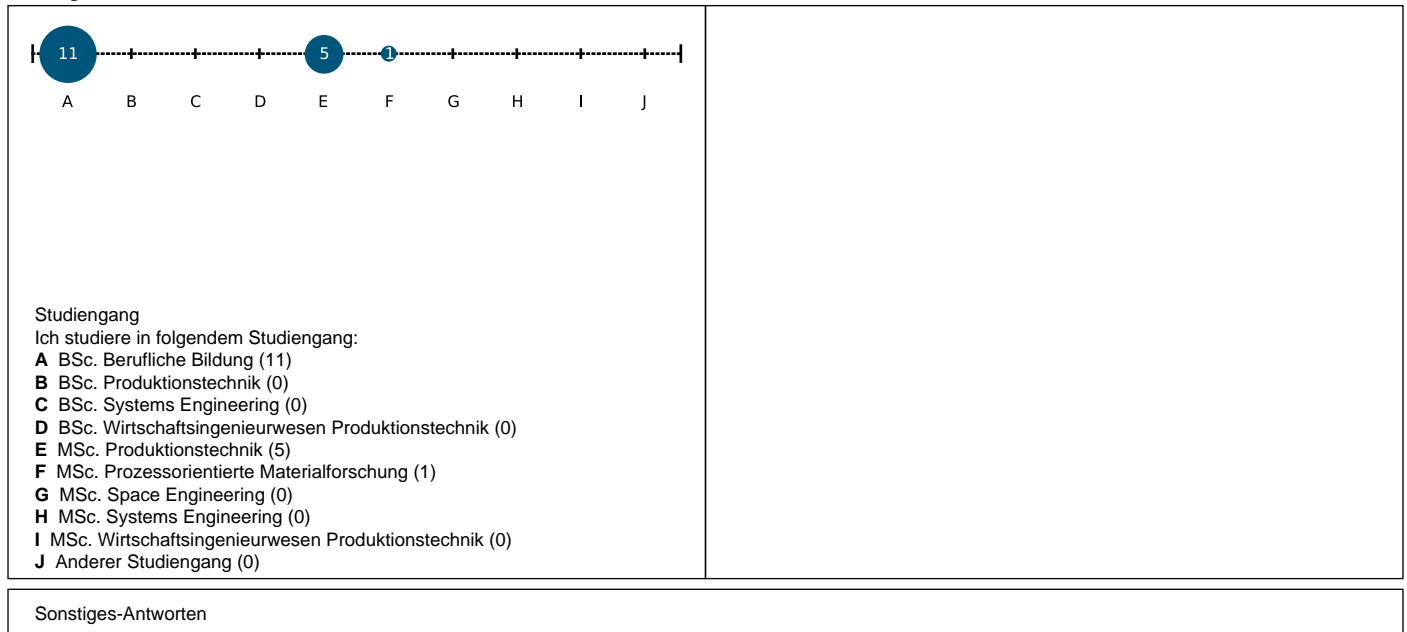 11 5 1
A B C D E F G H I J
Studiengang
Ich studiere in folgendem Studiengang:
A BSc. Berufliche Bildung (11)
B BSc. Produktionstechnik (0)
C BSc. Systems Engineering (0)
D BSc. Wirtschaftsingenieurwesen Produktionstechnik (0)
E MSc. Produktionstechnik (5)
F MSc. Prozessorientierte Materialforschung (1)
G MSc. Space Engineering (0)
H MSc. Systems Engineering (0)
I MSc. Wirtschaftsingenieurwesen Produktionstechnik (0)
J Anderer Studiengang (0)
Sonstiges-Antworten